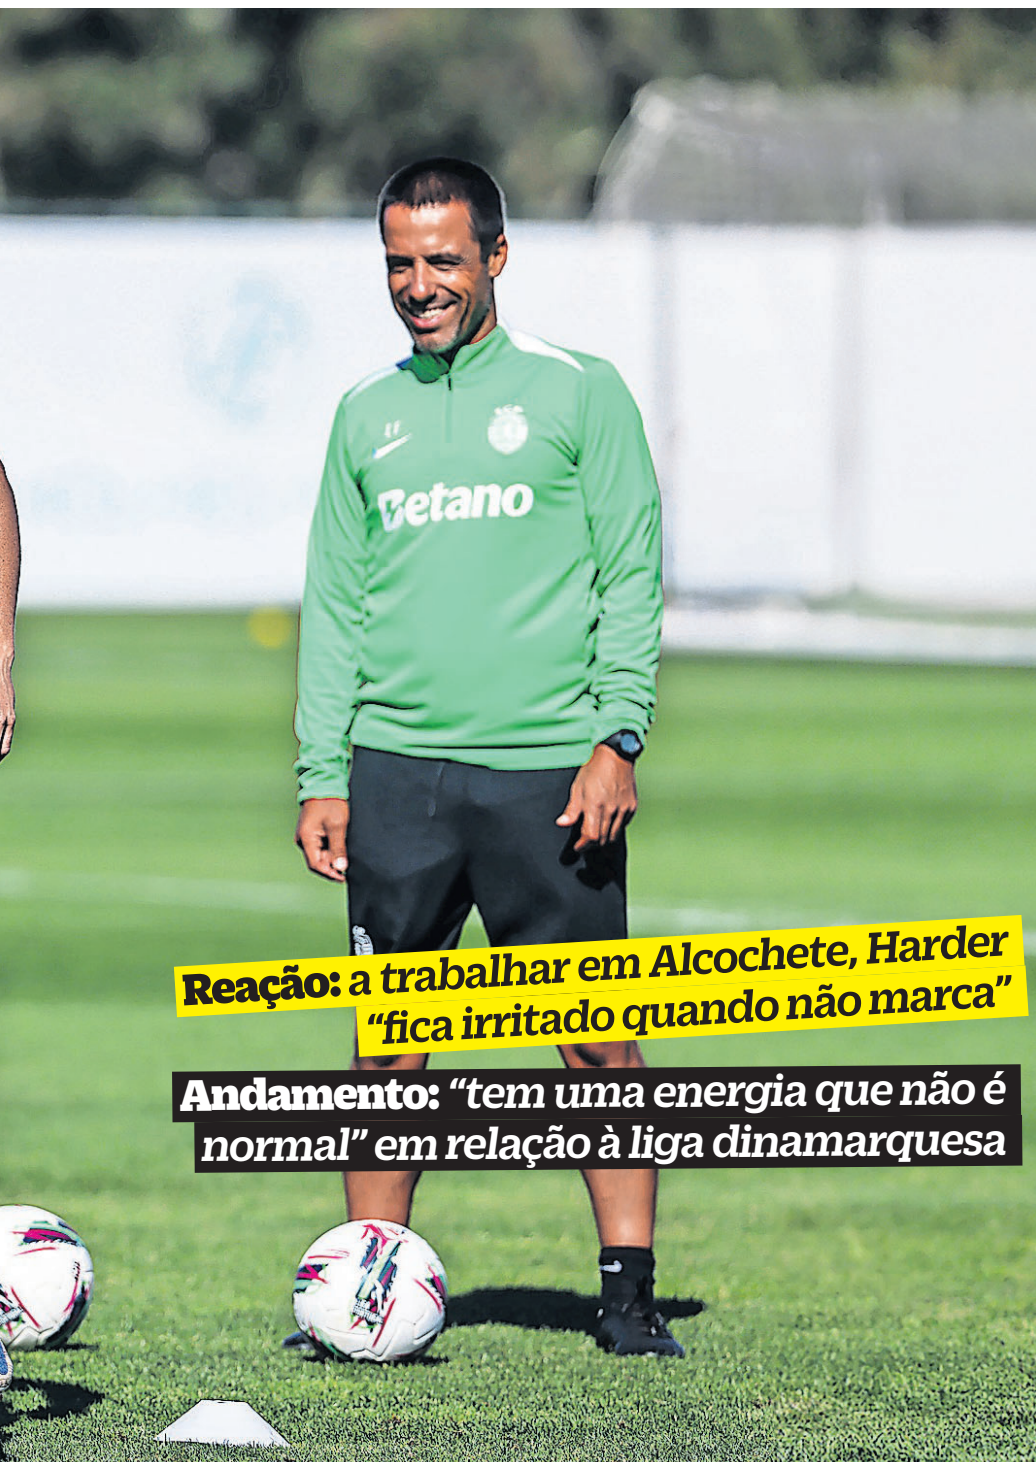 Betano
Reação: a trabalhar em Alcochete, Harder
“fica irritado quando não marca”
Andamento: “tem uma energia que não é
normal” em relação à liga dinamarquesa